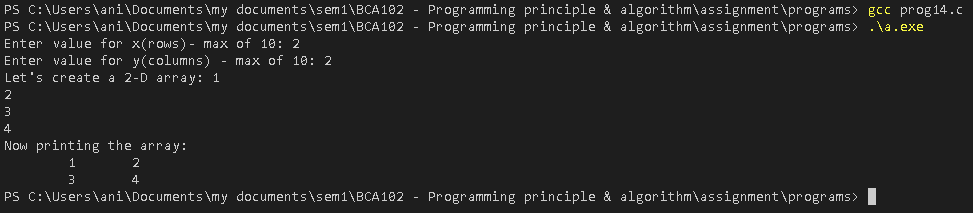 PS C:\Users\ani\Documents\my documents\sem1\BCA102 - Programming principle & algorithm\assignment\programs> gcc prog14.c
PS C:\Users\ani\Documents\my documents\sem1\BCA102 - Programming principle & algorithm\assignment\programs> .\a.exe
Enter value for x(rows)- max of 10: 2
Enter value for y(columns) - max of 10: 2
Let's create a 2-D array: 1
2
3
4
Now printing the array:
        1       2
        3       4
PS C:\Users\ani\Documents\my documents\sem1\BCA102 - Programming principle & algorithm\assignment\programs>